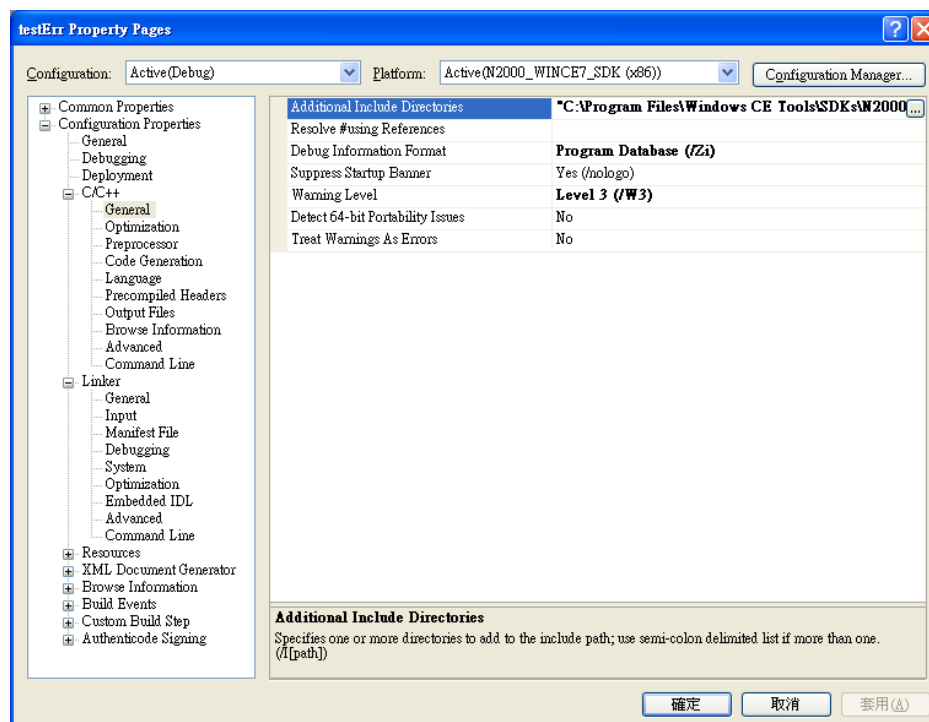 testErr Property Pages
Configuration: Active(Debug) Platform: Active(N2000_WINCE7_SDK (x86)) Configuration Manager...
Common Properties
Configuration Properties
General
Debugging
Deployment
C/C++
General
Optimization
Preprocessor
Code Generation
Language
Precompiled Headers
Output Files
Browse Information
Advanced
Command Line
Linker
General
Input
Manifest File
Debugging
System
Optimization
Embedded IDL
Advanced
Command Line
Resources
XML Document Generator
Browse Information
Build Events
Custom Build Step
Authenticode Signing
Additional Include Directories "C:\Program Files\Windows CE Tools\SDKs\N2000 ...
Resolve #using References
Debug Information Format Program Database (/Zi)
Suppress Startup Banner Yes (/nologo)
Warning Level Level 3 (/W3)
Detect 64-bit Portability Issues No
Treat Warnings As Errors No
Additional Include Directories
Specifies one or more directories to add to the include path; use semi-colon delimited list if more than one.
(/I[path])
確定 取消 套用(A)